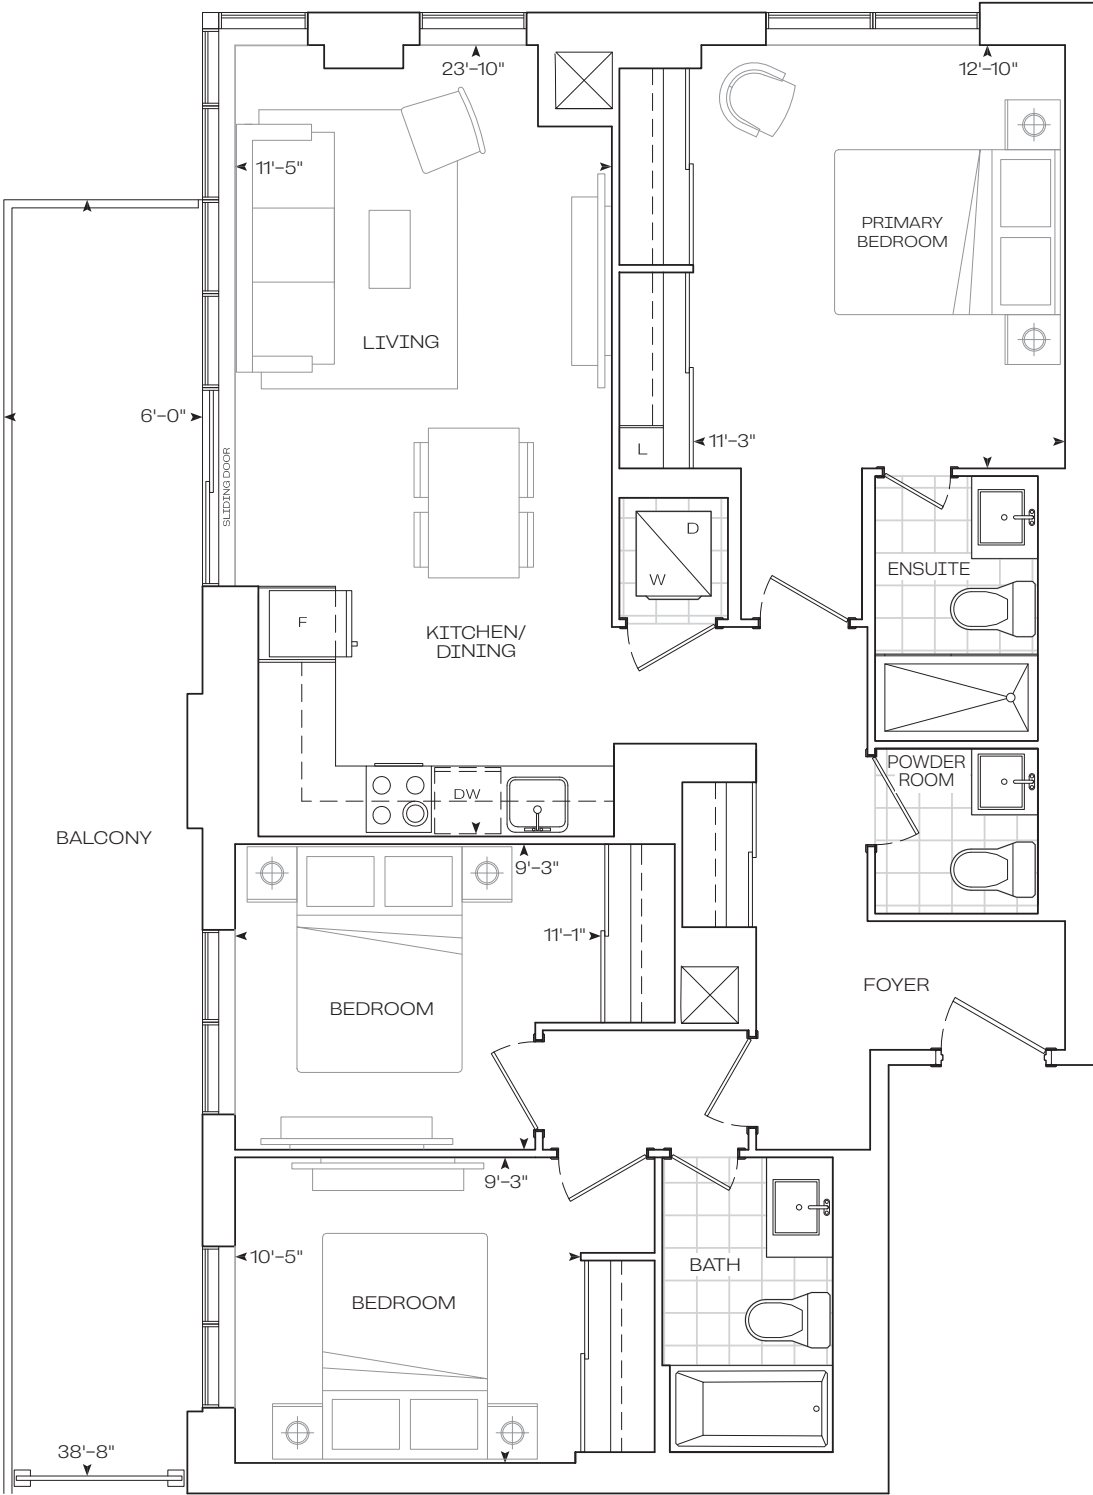 23'-10"
12'-10"
11'-5"
PRIMARY
BEDROOM
LIVING
6'-0"
SLIDING DOOR
11'-3"
L
D
W
ENSUITE
F
KITCHEN/
DINING
POWDER
ROOM
DW
BALCONY
9'-3"
11'-1"
BEDROOM
FOYER
9'-3"
10'-5"
BATH
BEDROOM
38'-8"